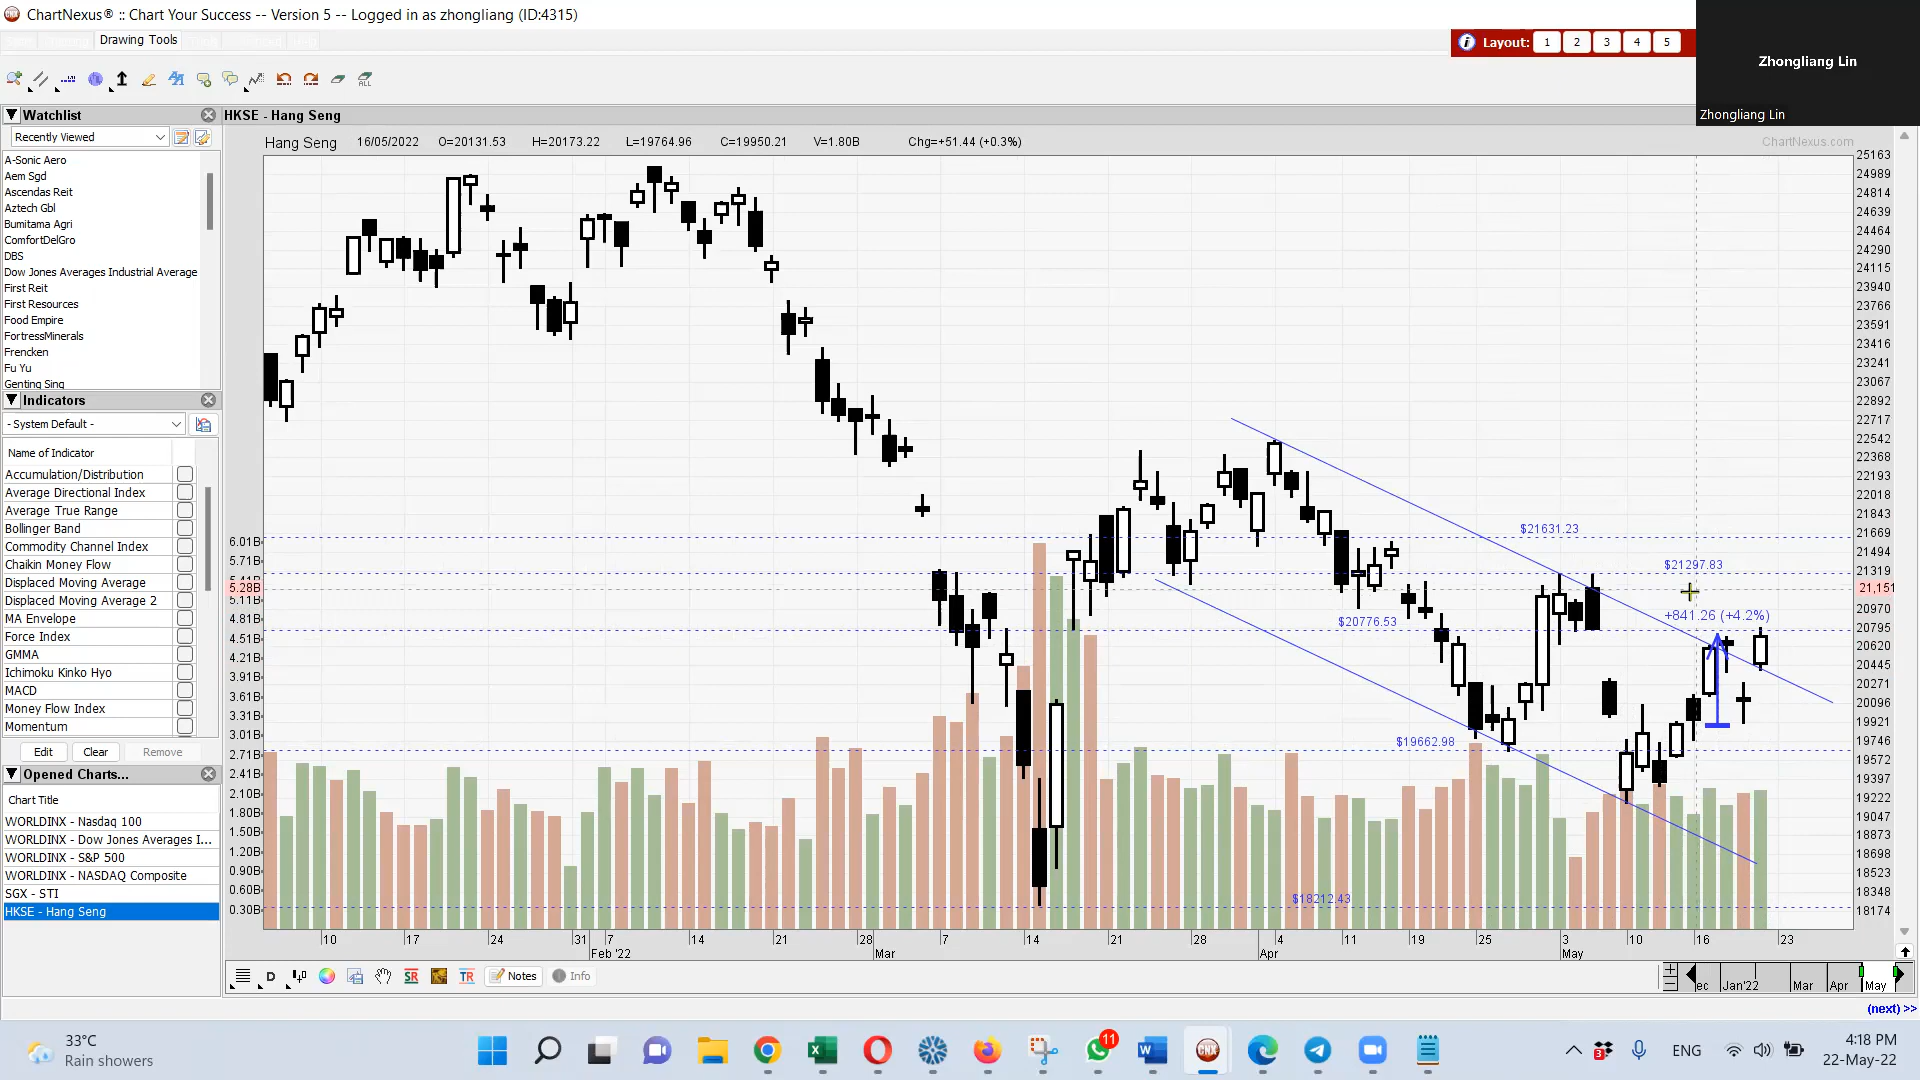 ChartNexus® :: Chart Your Success -- Version 5 -- Logged in as zhongliang (ID:4315)
Drawing Tools
Layout: 1 2 3 4 5
Zhongliang Lin
Zhongliang Lin
Watchlist
Recently Viewed
A-Sonic Aero
Aem Sgd
Ascendas Reit
Aztech Gbl
Bumitama Agri
ComfortDelGro
DBS
Dow Jones Averages Industrial Average
First Reit
First Resources
Food Empire
FortressMinerals
Frencken
Fu Yu
Genting Sing
Indicators
- System Default -
Name of Indicator
Accumulation/Distribution
Average Directional Index
Average True Range
Bollinger Band
Commodity Channel Index
Chaikin Money Flow
Displaced Moving Average
Displaced Moving Average 2
MA Envelope
Force Index
GMMA
Ichimoku Kinko Hyo
MACD
Money Flow Index
Momentum
Edit Clear Remove
Opened Charts...
Chart Title
WORLDINX - Nasdaq 100
WORLDINX - Dow Jones Averages I...
WORLDINX - S&P 500
WORLDINX - NASDAQ Composite
SGX - STI
HKSE - Hang Seng
HKSE - Hang Seng
Hang Seng 16/05/2022 O=20131.53 H=20173.22 L=19764.96 C=19950.21 V=1.80B Chg=+51.44 (+0.3%)
ChartNexus.com
25163
24989
24814
24639
24464
24290
24115
23940
23766
23591
23416
23241
23067
22892
22717
22542
22368
22193
22018
21843
21669
21494
21319
21,151
20970
20795
20620
20445
20271
20096
19921
19746
19572
19397
19222
19047
18873
18698
18523
18348
18174
6.01B
5.71B
5.28B
5.11B
4.81B
4.51B
4.21B
3.91B
3.61B
3.31B
3.01B
2.71B
2.41B
2.10B
1.80B
1.50B
1.20B
0.90B
0.60B
0.30B
$21631.23
$21297.83
+841.26 (+4.2%)
$20776.53
$19662.98
$18212.43
10 17 24 31 7 14 21 28 7 14 21 28 4 11 19 25 3 10 16 23
Feb '22 Mar Apr May
D SR TR Notes Info
ec Jan'22 Mar Apr May
(next) >>
33°C
Rain showers
11
CNX
3
ENG
4:18 PM
22-May-22